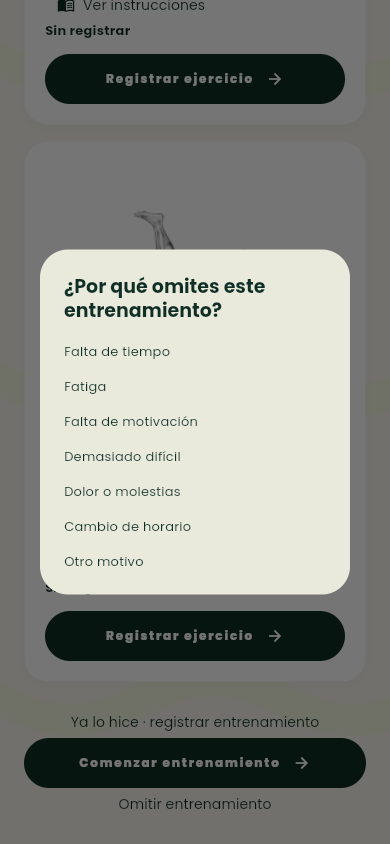 Ver instrucciones
Sin registrar
Registrar ejercicio
¿Por qué omites este
entrenamiento?
Falta de tiempo
Fatiga
Falta de motivación
Demasiado difícil
Dolor o molestias
Cambio de horario
Otro motivo
Registrar ejercicio
Ya lo hice · registrar entrenamiento
Comenzar entrenamiento
Omitir entrenamiento